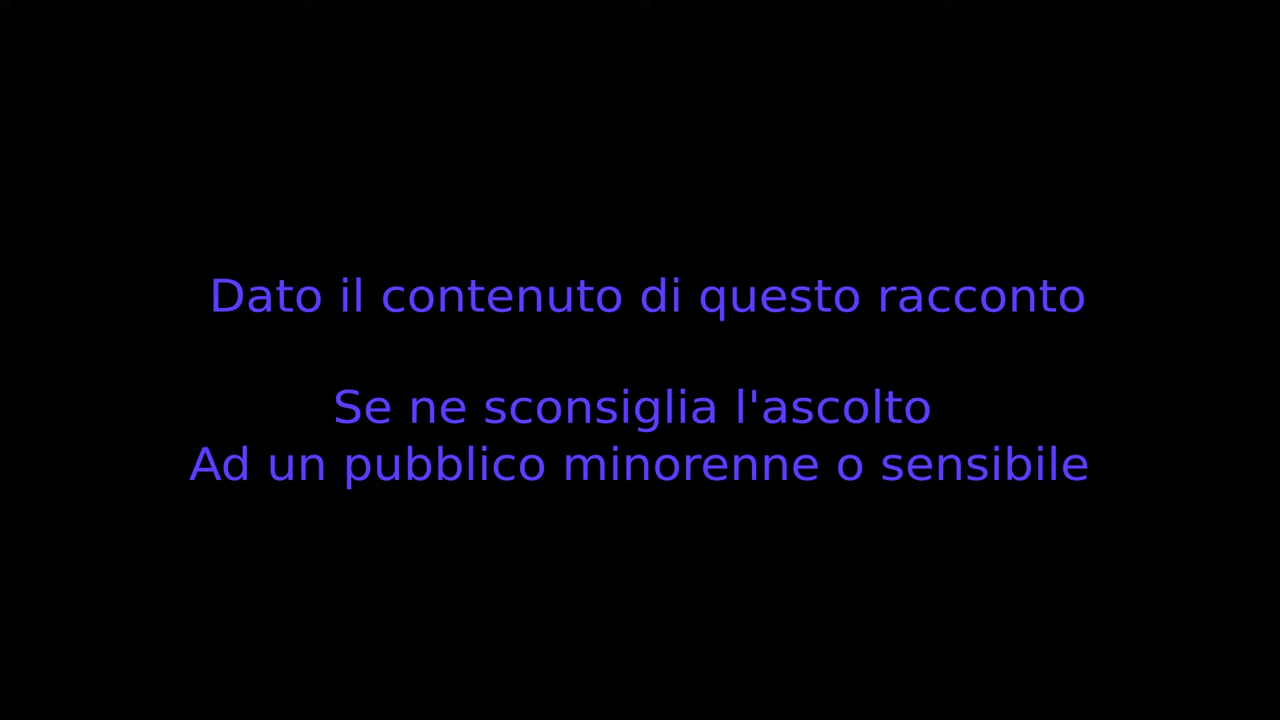 Dato il contenuto di questo racconto
Se ne sconsiglia l'ascolto
Ad un pubblico minorenne o sensibile